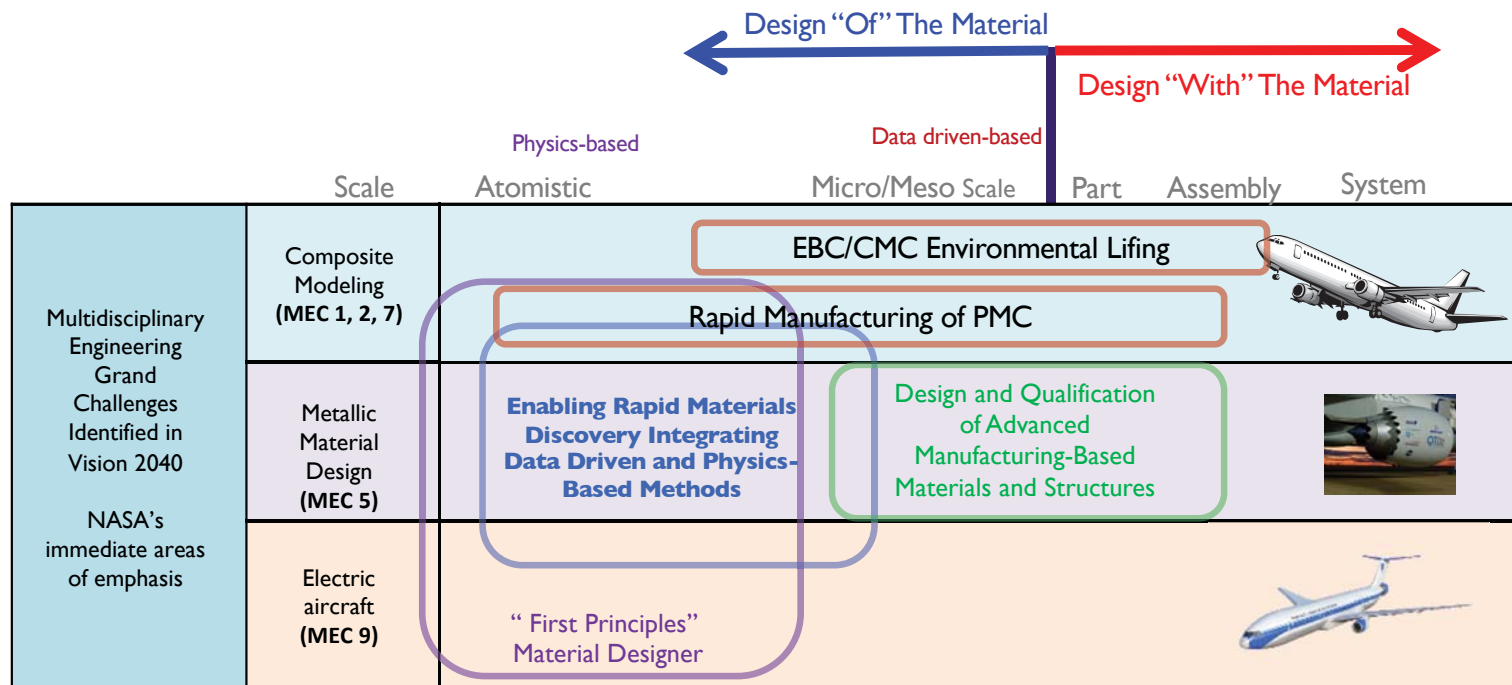 Design “Of” The Material
Design “With” The Material
Physics-based
Data driven-based
Scale
Atomistic
Micro/Meso Scale
Part
Assembly
System
Multidisciplinary
Engineering
Grand
Challenges
Identified in
Vision 2040
NASA’s
immediate areas
of emphasis
Composite
Modeling
(MEC 1, 2, 7)
EBC/CMC Environmental Lifing
Rapid Manufacturing of PMC
Metallic
Material
Design
(MEC 5)
Enabling Rapid Materials
Discovery Integrating
Data Driven and Physics-
Based Methods
Design and Qualification
of Advanced
Manufacturing-Based
Materials and Structures
Electric
aircraft
(MEC 9)
“ First Principles”
Material Designer